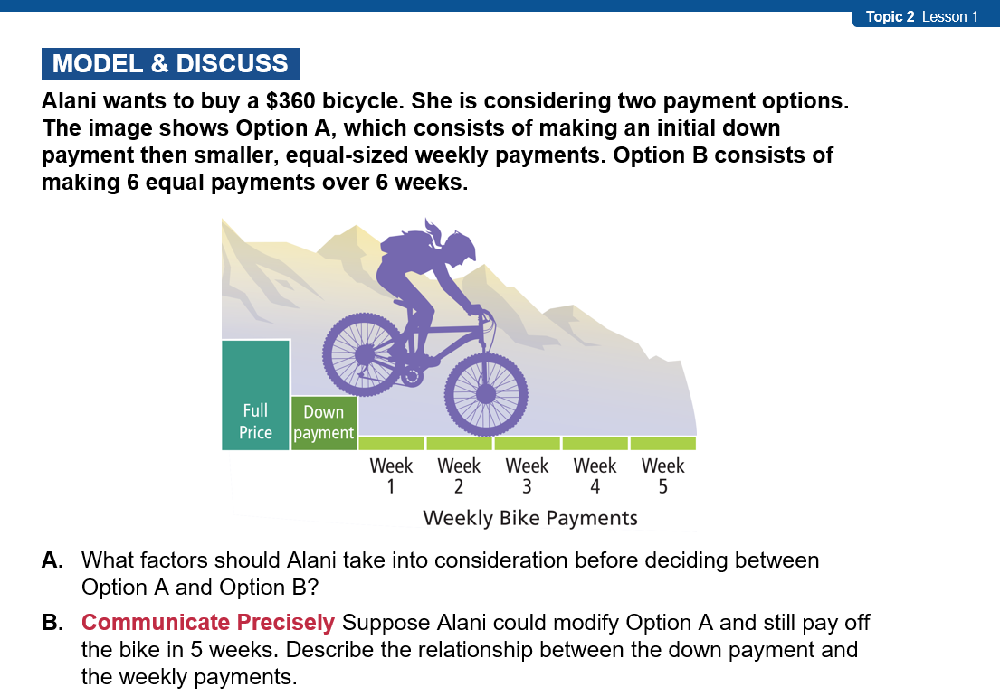 Topic 2 Lesson 1
MODEL & DISCUSS
Alani wants to buy a $360 bicycle. She is considering two payment options.
The image shows Option A, which consists of making an initial down
payment then smaller, equal-sized weekly payments. Option B consists of
making 6 equal payments over 6 weeks.
Full
Price
Down
payment
Week
1
Week
2
Week
3
Week
4
Week
5
Weekly Bike Payments
A. What factors should Alani take into consideration before deciding between
Option A and Option B?
B. Communicate Precisely Suppose Alani could modify Option A and still pay off
the bike in 5 weeks. Describe the relationship between the down payment and
the weekly payments.